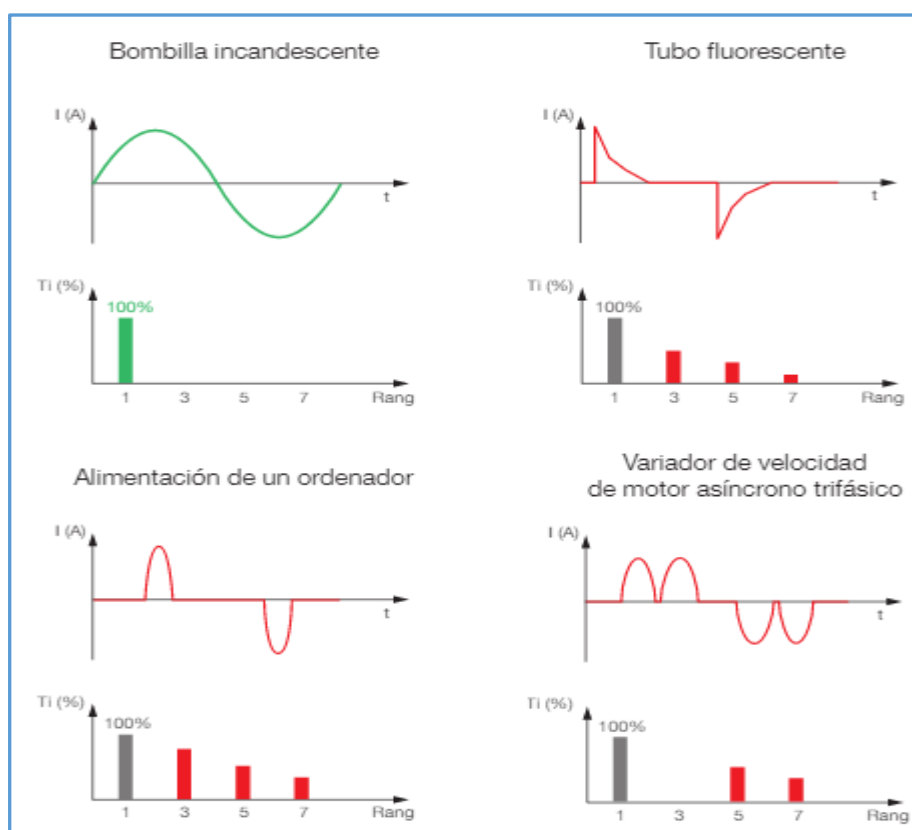 Bombilla incandescente
I (A)
t
Ti (%)
100%
1 3 5 7 Rang
Tubo fluorescente
I (A)
t
Ti (%)
100%
1 3 5 7 Rang
Alimentación de un ordenador
I (A)
t
Ti (%)
100%
1 3 5 7 Rang
Variador de velocidad
de motor asíncrono trifásico
I (A)
t
Ti (%)
100%
1 3 5 7 Rang